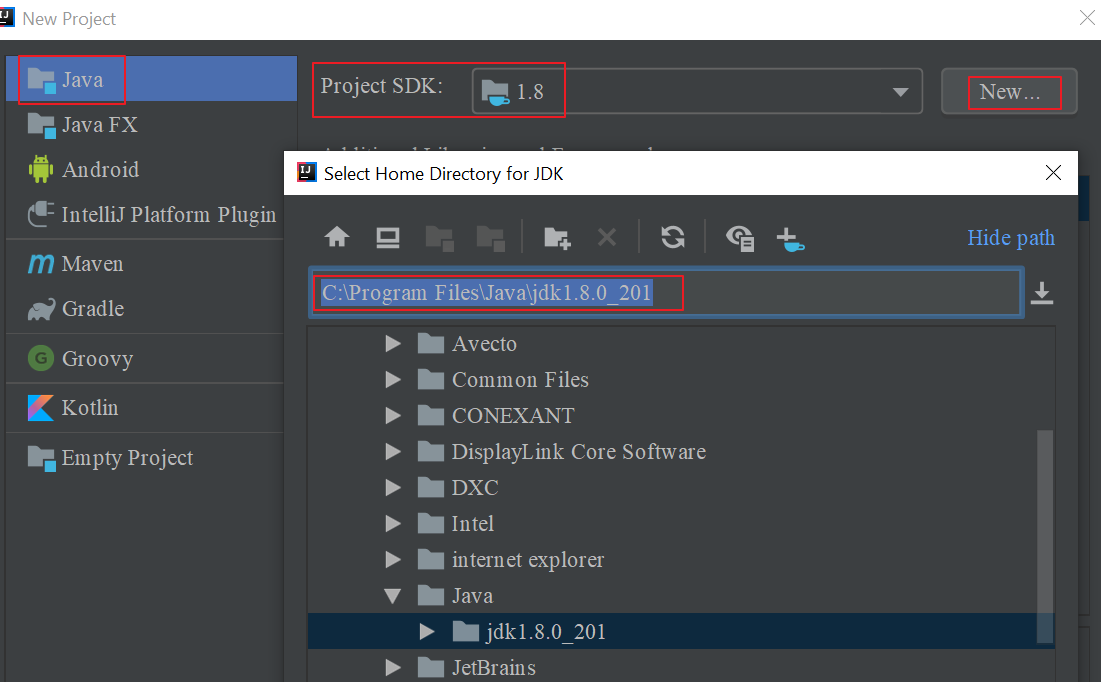 New Project
Java
Java FX
Android
IntelliJ Platform Plugin
Maven
Gradle
Groovy
Kotlin
Empty Project
Project SDK:
1.8
New...
Select Home Directory for JDK
Hide path
C:\Program Files\Java\jdk1.8.0_201
Avecto
Common Files
CONEXANT
DisplayLink Core Software
DXC
Intel
internet explorer
Java
jdk1.8.0_201
JetBrains